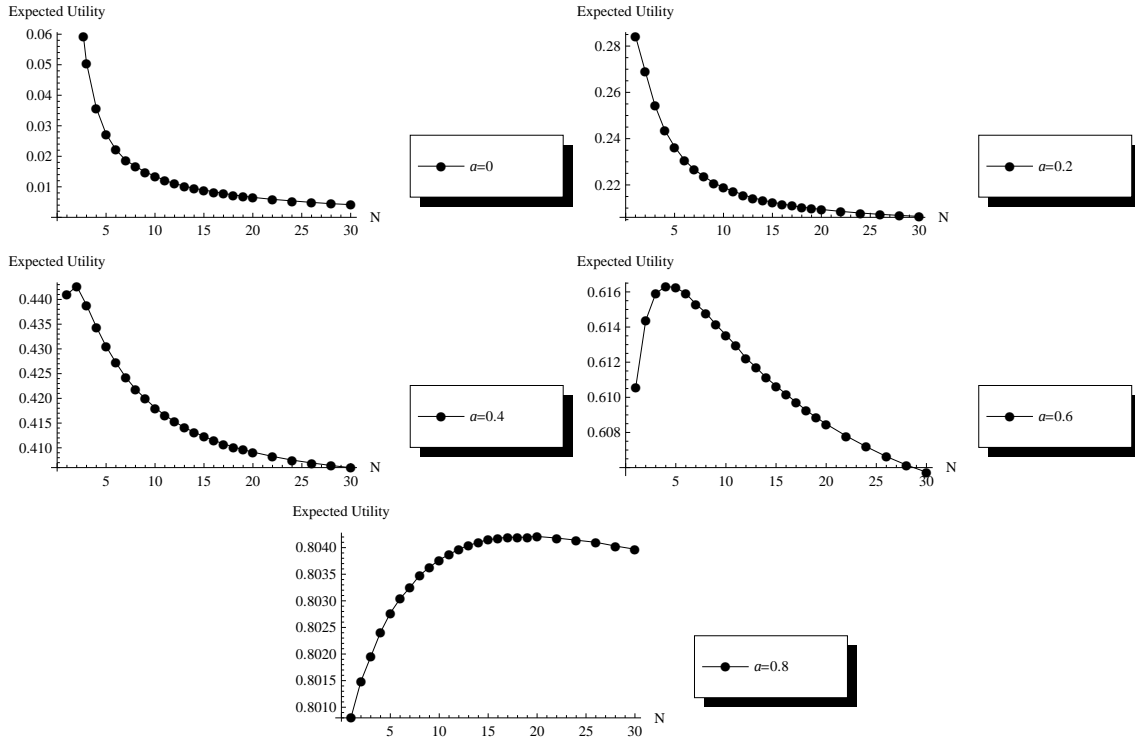 Expected Utility
0.06
0.05
0.04
0.03
0.02
0.01
5 10 15 20 25 30 N
a=0
Expected Utility
0.28
0.26
0.24
0.22
5 10 15 20 25 30 N
a=0.2
Expected Utility
0.440
0.435
0.430
0.425
0.420
0.415
0.410
5 10 15 20 25 30 N
a=0.4
Expected Utility
0.616
0.614
0.612
0.610
0.608
5 10 15 20 25 30 N
a=0.6
Expected Utility
0.8040
0.8035
0.8030
0.8025
0.8020
0.8015
0.8010
5 10 15 20 25 30 N
a=0.8